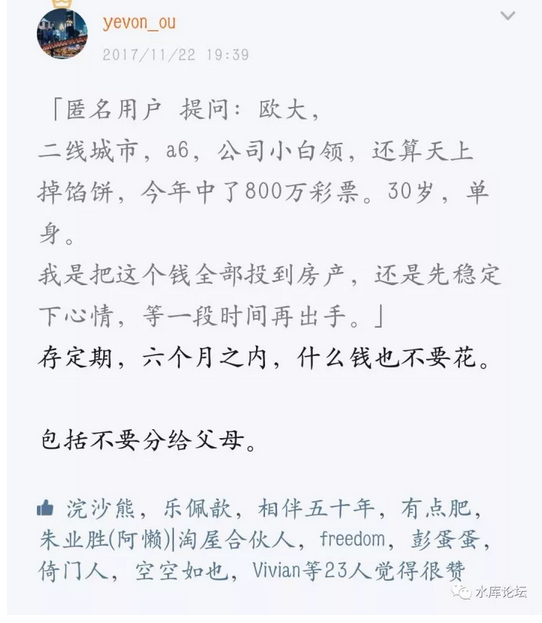 yevon_ou
2017/11/22 19:39
「匿名用户 提问：欧大，
二线城市，a6，公司小白领，还算天上
掉馅饼，今年中了800万彩票。30岁，单
身。
我是把这个钱全部投到房产，还是先稳定
下心情，等一段时间再出手。」
存定期，六个月之内，什么钱也不要花。
包括不要分给父母。
浣沙熊，乐佩歆，相伴五十年，有点肥，
朱业胜(阿懒)|淘屋合伙人，freedom，彭蛋蛋，
倚门人，空空如也，Vivian等23人觉得很赞
水库论坛